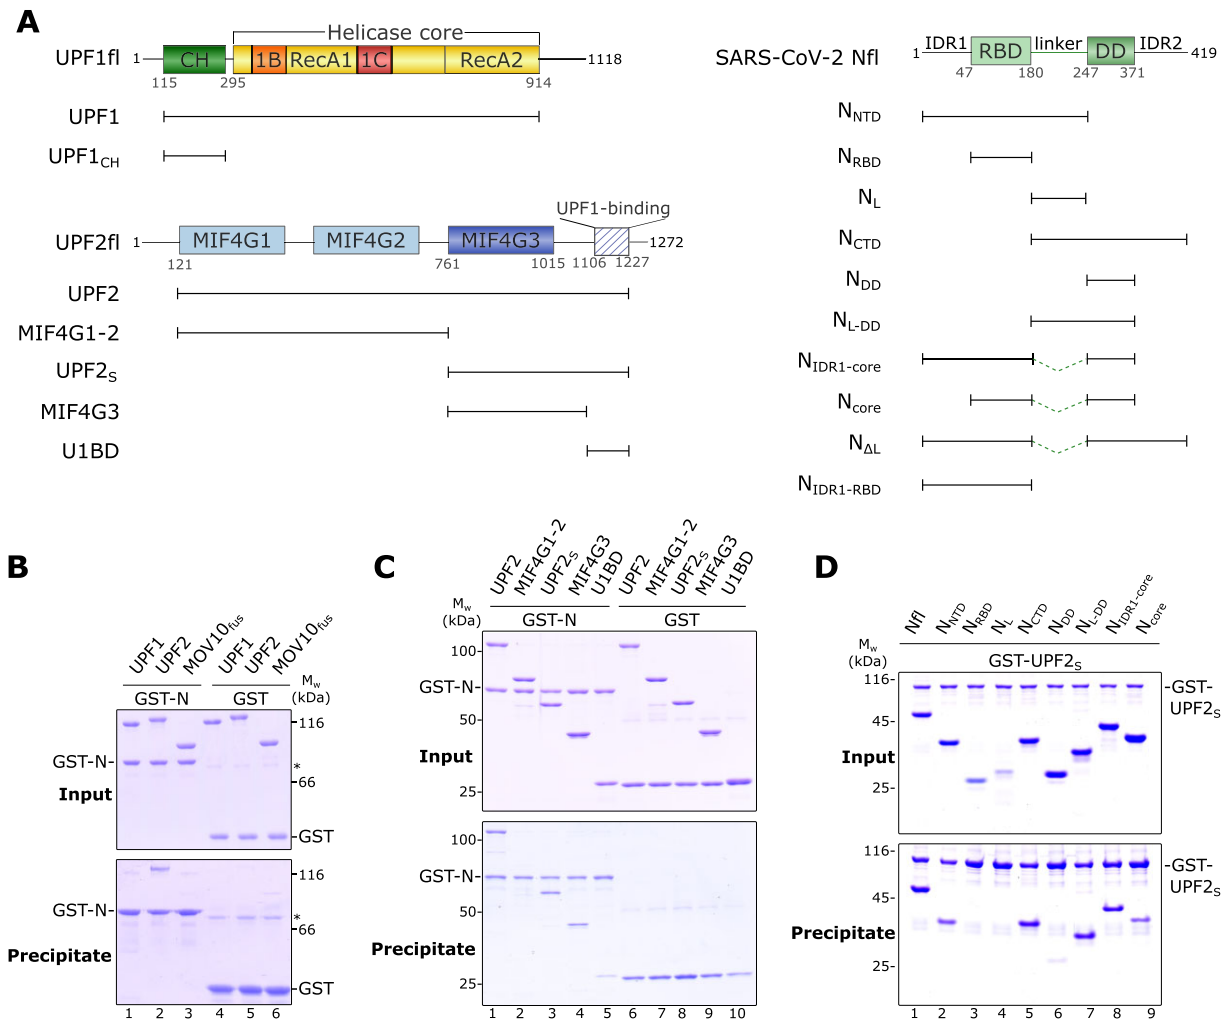 A
Helicase core
UPF1fl 1 CH 1B RecA1 1C RecA2 1118
115 295 914
UPF1
UPF1CH
UPF1-binding
UPF2fl 1 MIF4G1 MIF4G2 MIF4G3 1272
121 761 1015 1106 1227
UPF2
MIF4G1-2
UPF2S
MIF4G3
U1BD
SARS-CoV-2 Nfl 1 IDR1 RBD linker DD IDR2 419
47 180 247 371
NNTD
NRBD
NL
NCTD
NDD
NL-DD
NIDR1-core
Ncore
NΔL
NIDR1-RBD
B
UPF1 UPF2 MOV10fus UPF1 UPF2 MOV10fus
GST-N GST
Mw
(kDa)
116
GST-N-
*
66
Input
GST
116
GST-N-
*
66
Precipitate
GST
1 2 3 4 5 6
C
UPF2 MIF4G1-2 UPF2S MIF4G3 U1BD UPF2 MIF4G1-2 UPF2S MIF4G3 U1BD
Mw
(kDa)
GST-N GST
100-
GST-N-
50-
Input
25-
100-
GST-N-
50-
Precipitate
25-
1 2 3 4 5 6 7 8 9 10
D
Nfl NNTD NRBD NL NCTD NDD NL-DD NIDR1-core Ncore
Mw
(kDa)
GST-UPF2S
116-
-GST-
UPF2S
45-
Input
25-
116-
-GST-
UPF2S
45-
Precipitate
25-
1 2 3 4 5 6 7 8 9